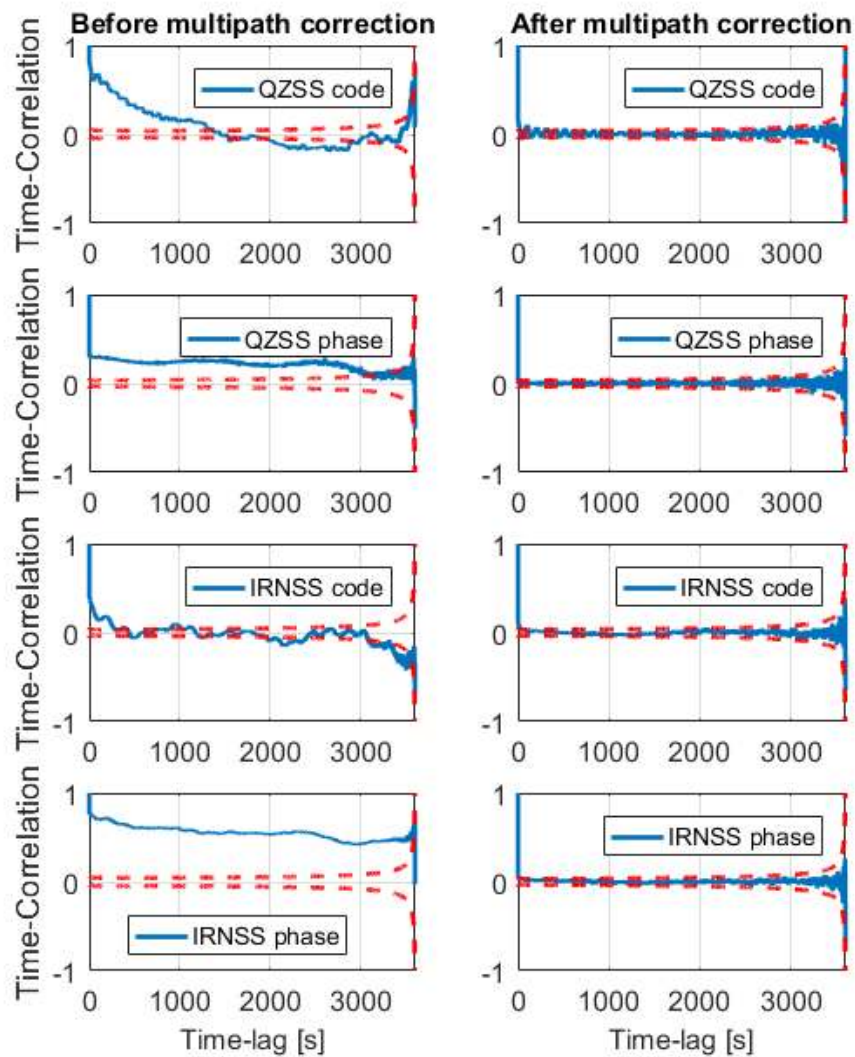 Before multipath correction After multipath correction
Time-Correlation
1
0
-1
QZSS code
0 1000 2000 3000
1
0
-1
QZSS code
0 1000 2000 3000
Time-Correlation
1
0
-1
QZSS phase
0 1000 2000 3000
1
0
-1
QZSS phase
0 1000 2000 3000
Time-Correlation
1
0
-1
IRNSS code
0 1000 2000 3000
1
0
-1
IRNSS code
0 1000 2000 3000
Time-Correlation
1
0
-1
IRNSS phase
0 1000 2000 3000
Time-lag [s]
1
0
-1
IRNSS phase
0 1000 2000 3000
Time-lag [s]